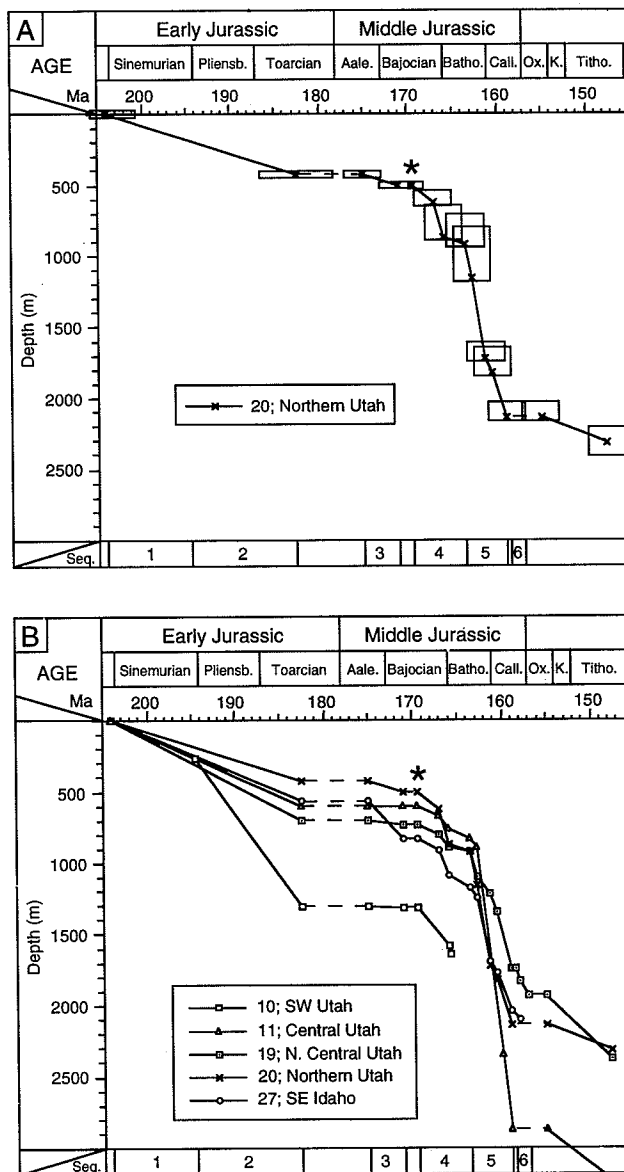 A
Early Jurassic Middle Jurassic
AGE Sinemurian Pliensb. Toarcian Aale. Bajocian Batho. Call. Ox. K. Titho.
Ma 200 190 180 170 160 150
*
500
1000
1500
2000
2500
Depth (m)
20; Northern Utah
Seq. 1 2 3 4 5 6
B
Early Jurassic Middle Jurassic
AGE Sinemurian Pliensb. Toarcian Aale. Bajocian Batho. Call. Ox. K. Titho.
Ma 200 190 180 170 160 150
*
500
1000
1500
2000
2500
Depth (m)
10; SW Utah
11; Central Utah
19; N. Central Utah
20; Northern Utah
27; SE Idaho
Seq. 1 2 3 4 5 6